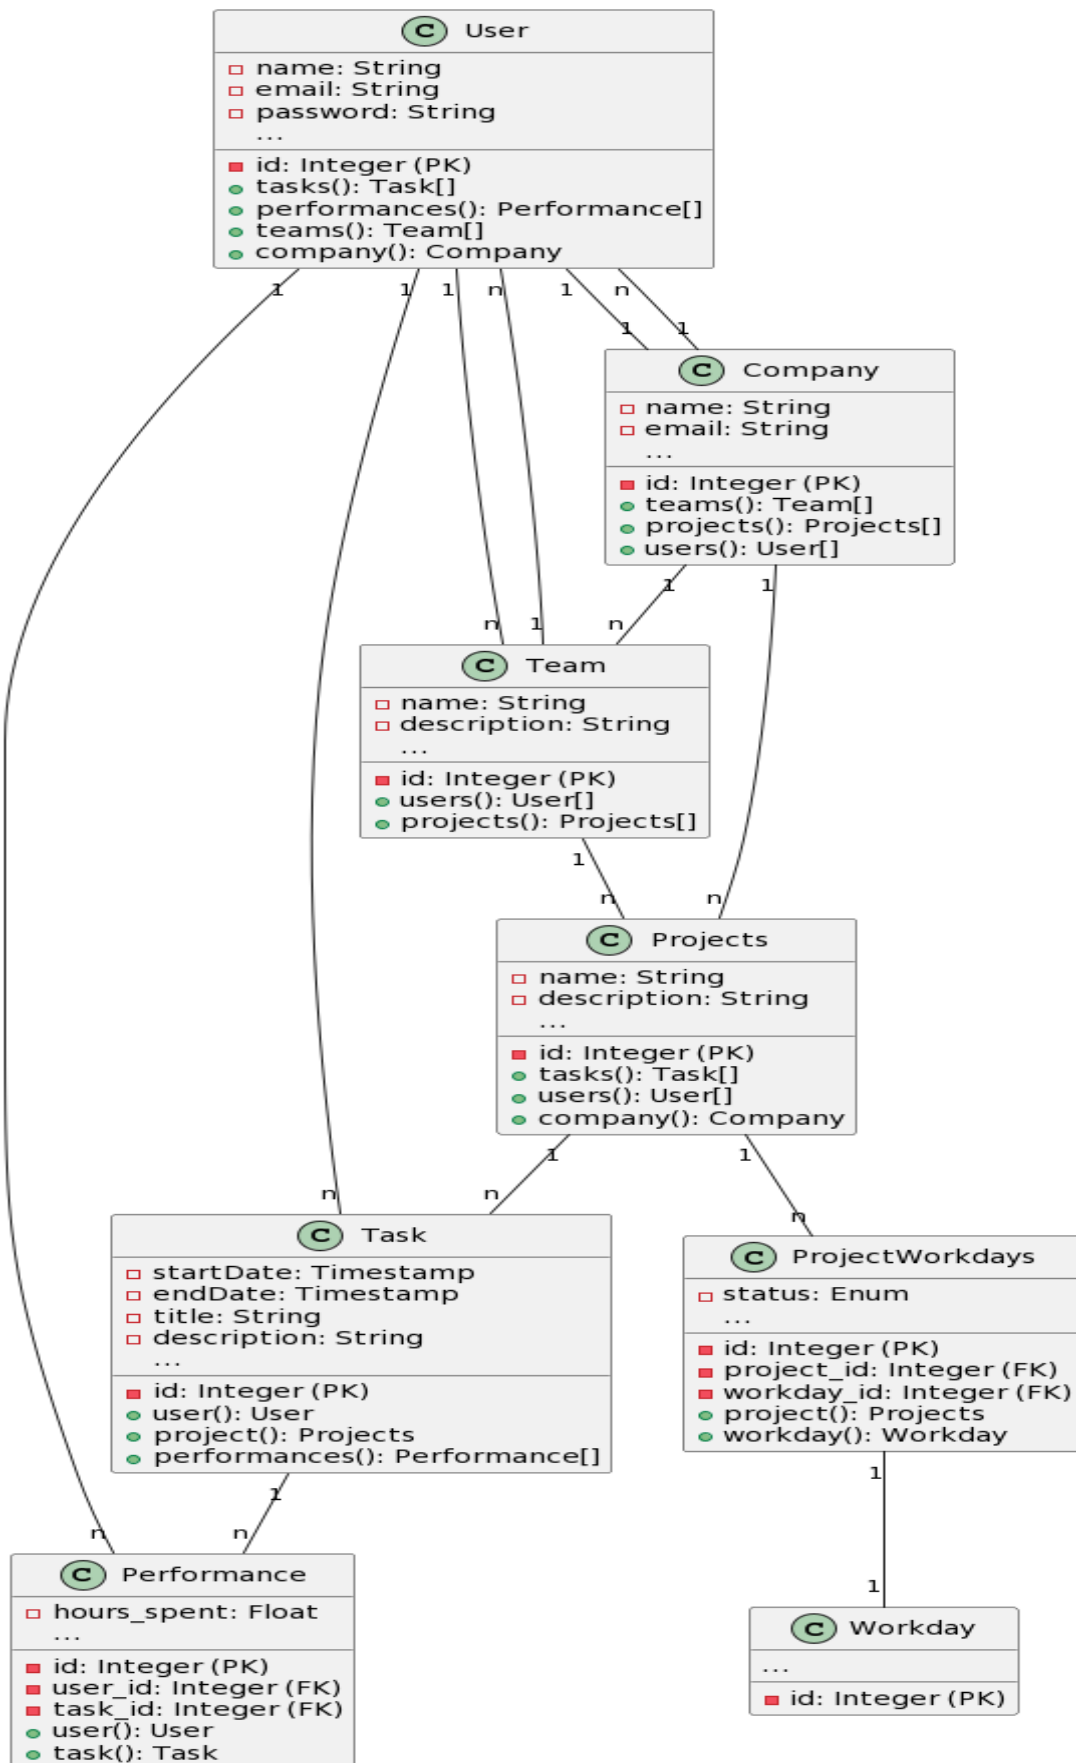 C User
name: String
email: String
password: String
...
id: Integer (PK)
tasks(): Task[]
performances(): Performance[]
teams(): Team[]
company(): Company
1 1 1 n 1 n
1 1
C Company
name: String
email: String
...
id: Integer (PK)
teams(): Team[]
projects(): Projects[]
users(): User[]
1 1
n 1 n
C Team
name: String
description: String
...
id: Integer (PK)
users(): User[]
projects(): Projects[]
1
n n
C Projects
name: String
description: String
...
id: Integer (PK)
tasks(): Task[]
users(): User[]
company(): Company
1 1
n n n
C Task
startDate: Timestamp
endDate: Timestamp
title: String
description: String
...
id: Integer (PK)
user(): User
project(): Projects
performances(): Performance[]
C ProjectWorkdays
status: Enum
...
id: Integer (PK)
project_id: Integer (FK)
workday_id: Integer (FK)
project(): Projects
workday(): Workday
1
n n
C Performance
hours_spent: Float
...
id: Integer (PK)
user_id: Integer (FK)
task_id: Integer (FK)
user(): User
task(): Task
1
1
C Workday
...
id: Integer (PK)